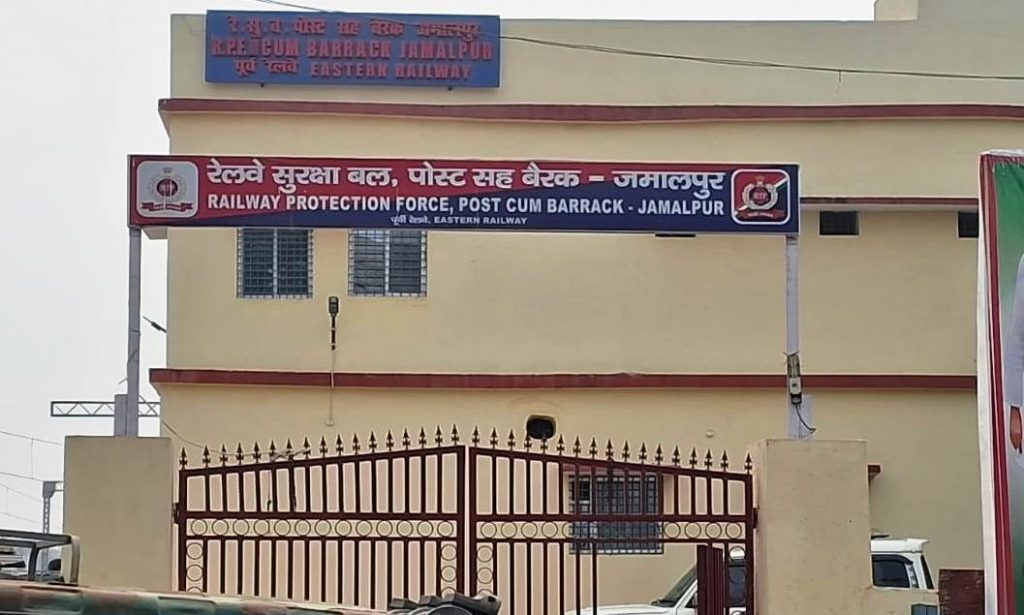 रे.सु.ब पोस्ट सह बैरक जमालपुर
R.P.F. CUM BARRACK JAMALPUR
पूर्व रेलवे EASTERN RAILWAY
रेलवे सुरक्षा बल, पोस्ट सह बैरक - जमालपुर
RAILWAY PROTECTION FORCE, POST CUM BARRACK - JAMALPUR
पूर्वी रेलवे, EASTERN RAILWAY